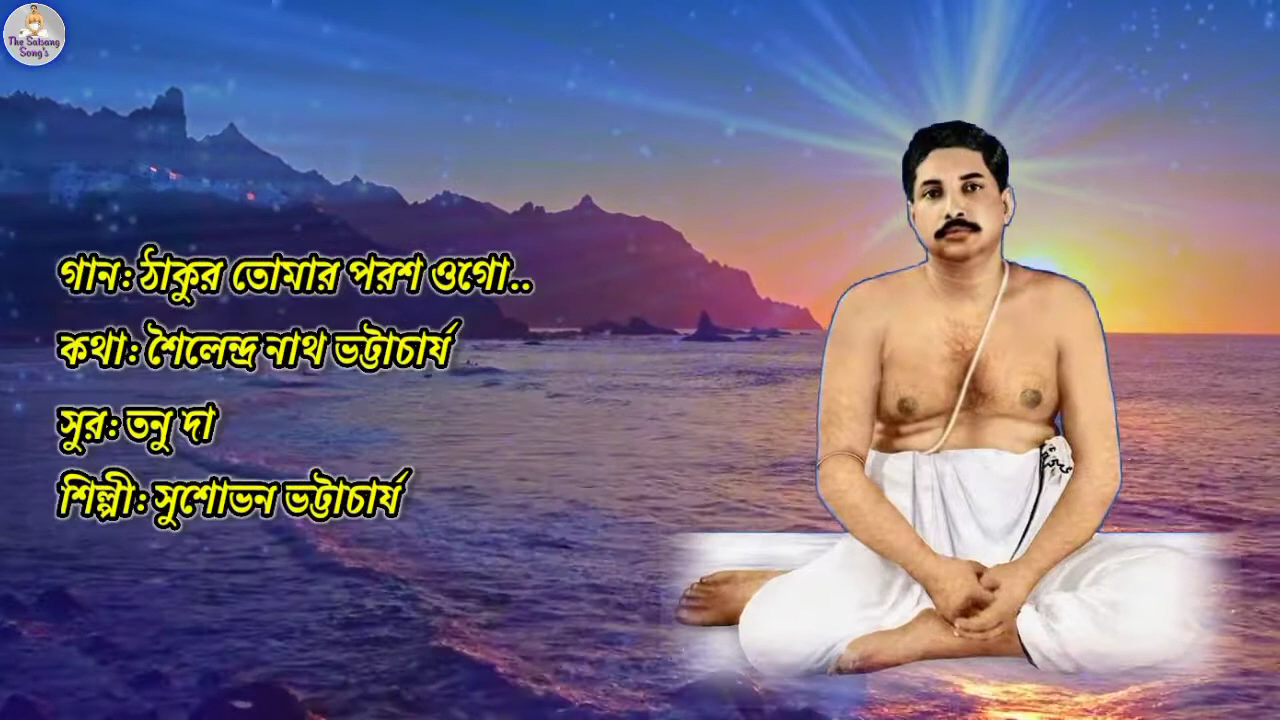 The Satsang
Song's
গান: ঠাকুর তোমার পরশ ওগো..
কথা: শৈলেন্দ্র নাথ ভট্টাচার্য
সুর: তনু দা
শিল্পী: সুশোভন ভট্টাচার্য